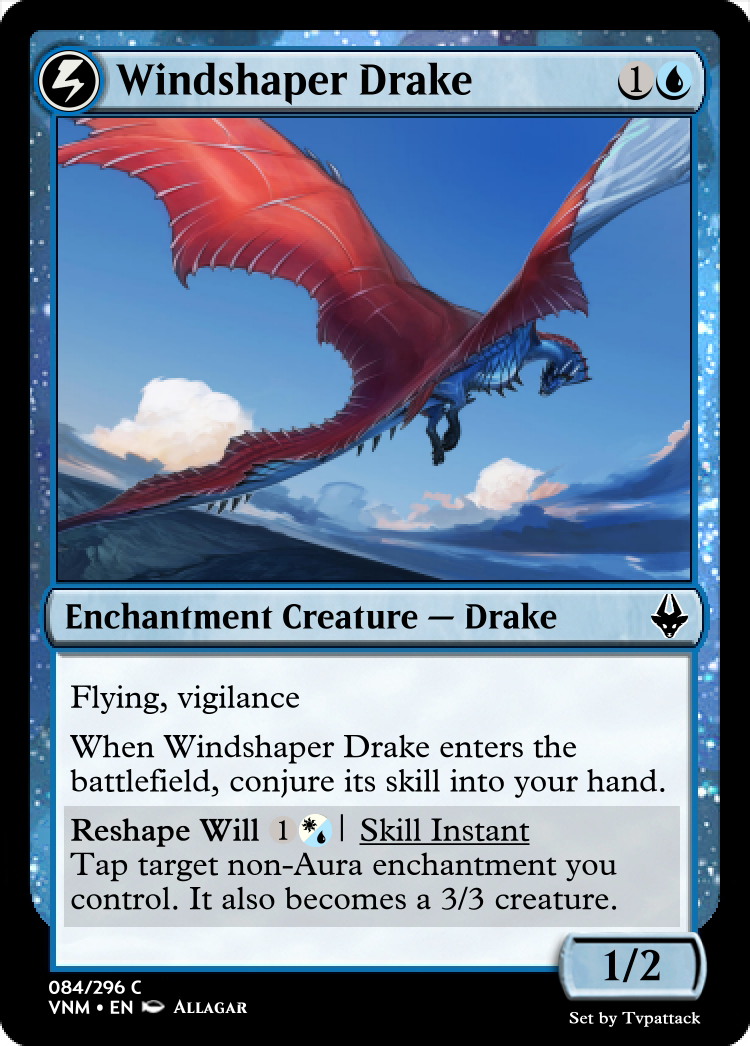 Windshaper Drake 1
Enchantment Creature — Drake
Flying, vigilance
When Windshaper Drake enters the
battlefield, conjure its skill into your hand.
Reshape Will 1 | Skill Instant
Tap target non-Aura enchantment you
control. It also becomes a 3/3 creature.
1/2
084/296 C
VNM • EN ALLAGAR
Set by Tvpattack